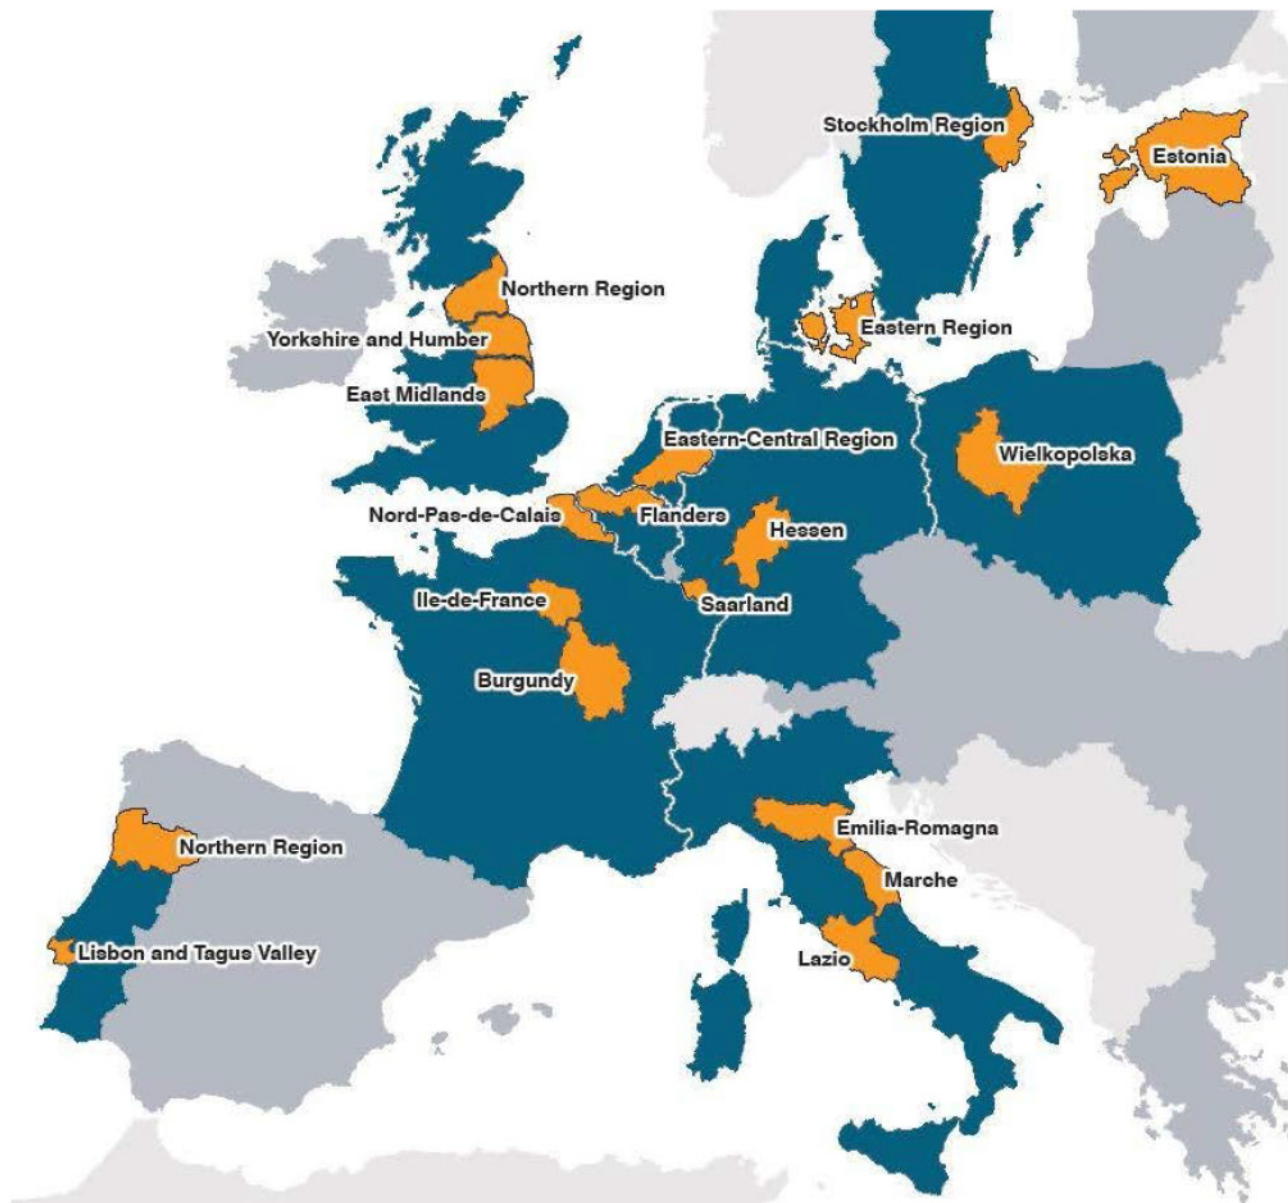 Stockholm Region
Estonia
Northern Region
Eastern Region
Yorkshire and Humber
East Midlands
Eastern-Central Region
Wielkopolska
Nord-Pas-de-Calais
Flanders
Hessen
Ile-de-France
Saarland
Burgundy
Emilia-Romagna
Northern Region
Marche
Lisbon and Tagus Valley
Lazio